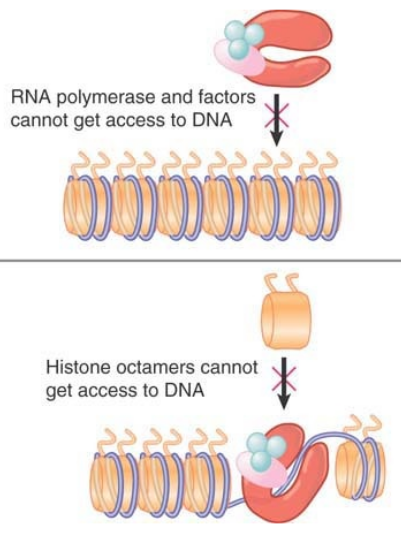 RNA polymerase and factors
cannot get access to DNA
Histone octamers cannot
get access to DNA